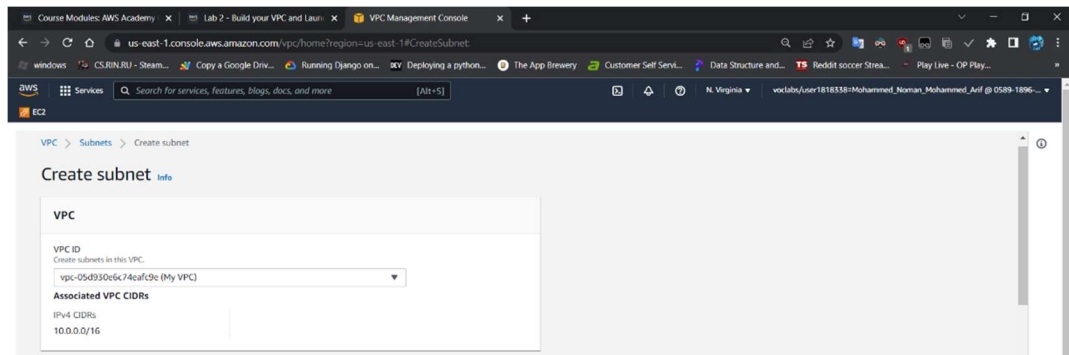 Course Modules: AWS Academy
Lab 2 - Build your VPC and Laun
VPC Management Console
us-east-1.console.aws.amazon.com/vpc/home?region=us-east-1#CreateSubnet:
windows CS.RIN.RU - Steam... Copy a Google Driv... Running Django on... DEV Deploying a python... The App Brewery Customer Self Servi... Data Structure and... TS Reddit soccer Strea... Play Live - OP Play... »
aws Services Search for services, features, blogs, docs, and more [Alt+S] N. Virginia voclabs/user1818338=Mohammed_Noman_Mohammed_Arif @ 0589-1896-...
EC2
VPC > Subnets > Create subnet
Create subnet Info
VPC
VPC ID
Create subnets in this VPC.
vpc-05d930e6c74eafc9e (My VPC)
Associated VPC CIDRs
IPv4 CIDRs
10.0.0.0/16